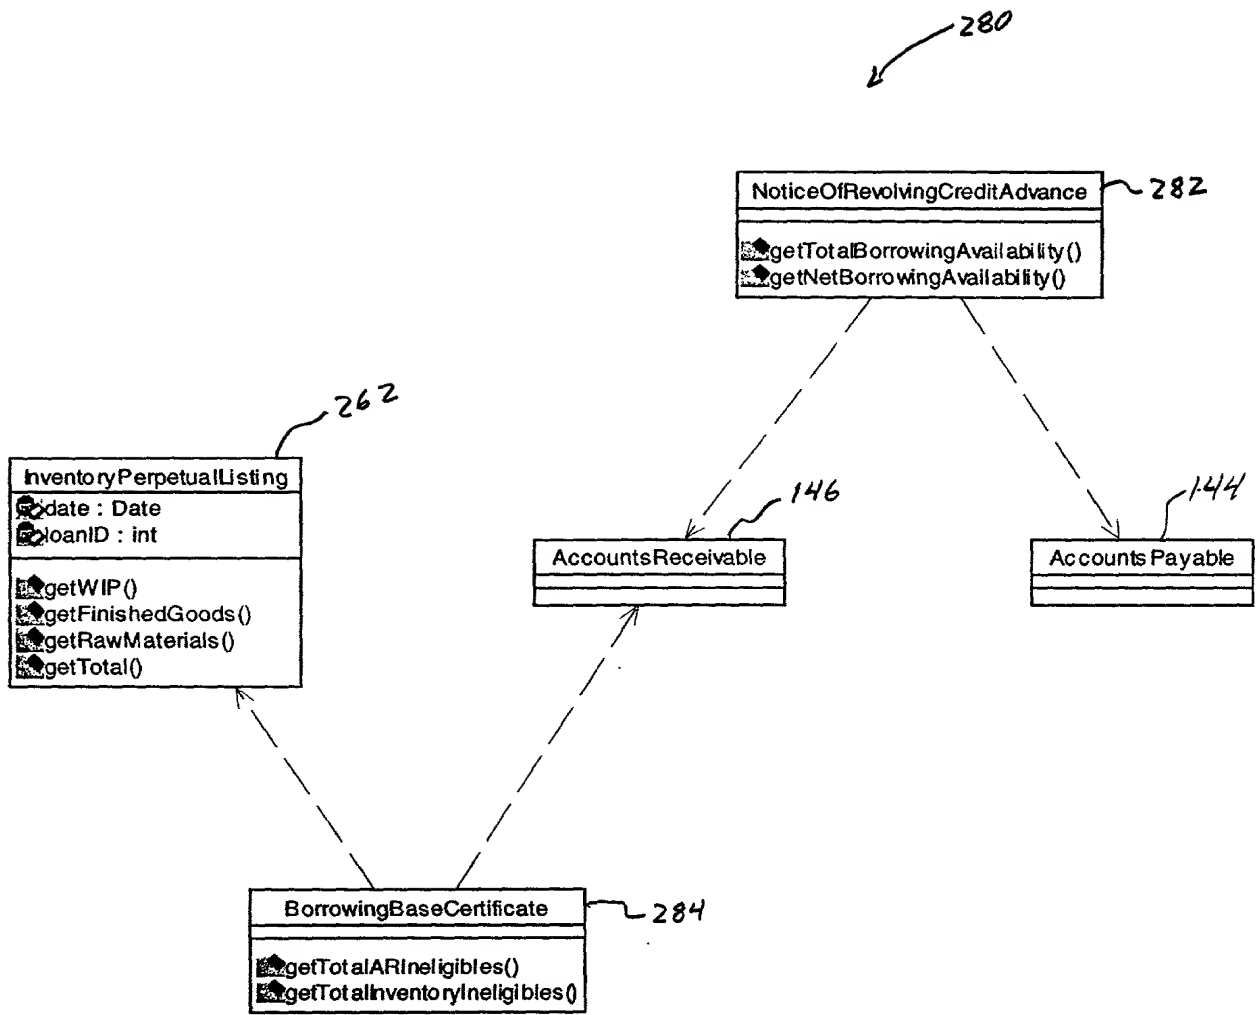 280
NoticeOfRevolvingCreditAdvance
282
getTotalBorrowingAvailability()
getNetBorrowingAvailability()
262
InventoryPerpetualListing
date : Date
loanID : int
getWIP()
getFinishedGoods()
getRawMaterials()
getTotal()
146
AccountsReceivable
144
AccountsPayable
BorrowingBaseCertificate
284
getTotalARIneligibles()
getTotalInventoryIneligibles()